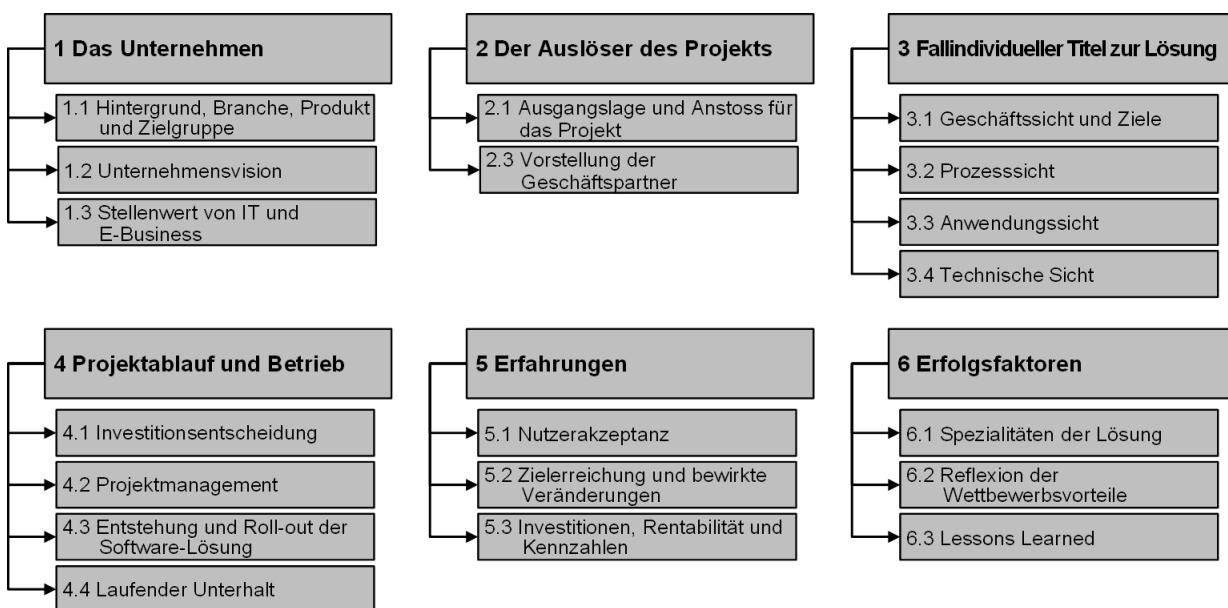 1 Das Unternehmen
1.1 Hintergrund, Branche, Produkt
und Zielgruppe
1.2 Unternehmensvision
1.3 Stellenwert von IT und
E-Business
2 Der Auslöser des Projekts
2.1 Ausgangslage und Anstoss für
das Projekt
2.3 Vorstellung der
Geschäftspartner
3 Fallindividueller Titel zur Lösung
3.1 Geschäftssicht und Ziele
3.2 Prozesssicht
3.3 Anwendungssicht
3.4 Technische Sicht
4 Projektablauf und Betrieb
4.1 Investitionsentscheidung
4.2 Projektmanagement
4.3 Entstehung und Roll-out der
Software-Lösung
4.4 Laufender Unterhalt
5 Erfahrungen
5.1 Nutzerakzeptanz
5.2 Zielerreichung und bewirkte
Veränderungen
5.3 Investitionen, Rentabilität und
Kennzahlen
6 Erfolgsfaktoren
6.1 Spezialitäten der Lösung
6.2 Reflexion der
Wettbewerbsvorteile
6.3 Lessons Learned